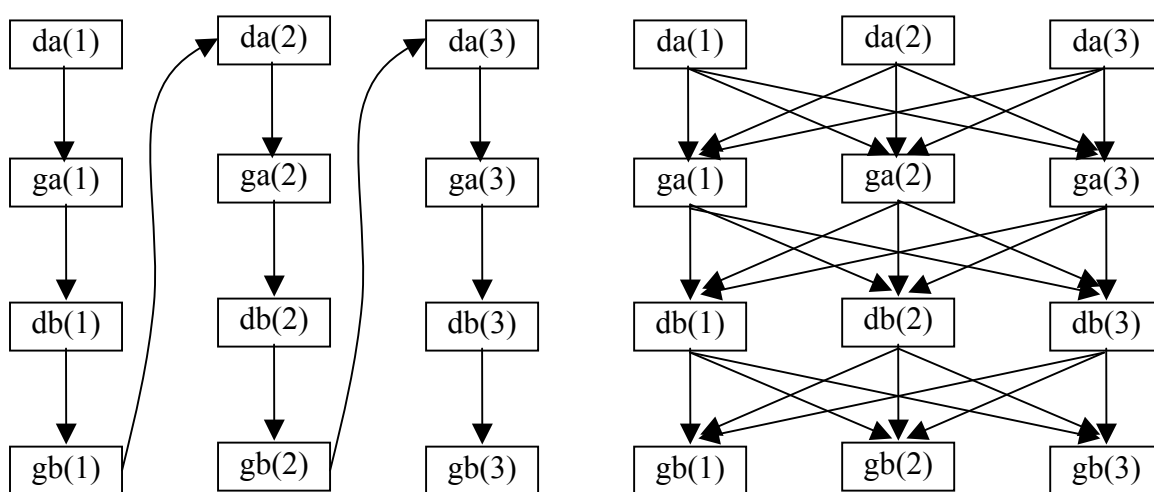 da(1) da(2) da(3) da(1) da(2) da(3)
ga(1) ga(2) ga(3) ga(1) ga(2) ga(3)
db(1) db(2) db(3) db(1) db(2) db(3)
gb(1) gb(2) gb(3) gb(1) gb(2) gb(3)